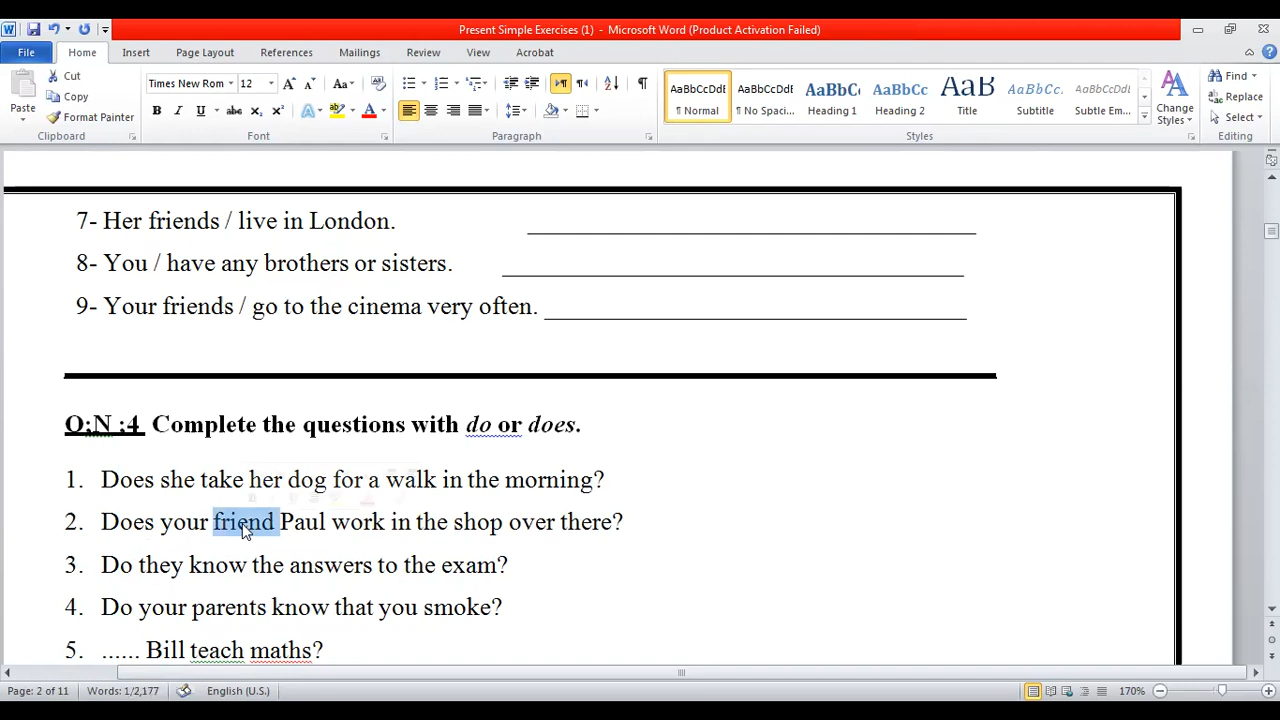 Present Simple Exercises (1) - Microsoft Word (Product Activation Failed)
File Home Insert Page Layout References Mailings Review View Acrobat
Paste Cut Copy Format Painter
Times New Rom 12
AaBbCcDdE AaBbCcDdE AaBbCc AaBbCc AaB AaBbCc. AaBbCcDd
¶ Normal ¶ No Spaci... Heading 1 Heading 2 Title Subtitle Subtle Em...
Change Styles
Find Replace Select
Clipboard Font Paragraph Styles Editing
7- Her friends / live in London.
8- You / have any brothers or sisters.
9- Your friends / go to the cinema very often.
Q;N :4 Complete the questions with do or does.
1. Does she take her dog for a walk in the morning?
2. Does your friend Paul work in the shop over there?
3. Do they know the answers to the exam?
4. Do your parents know that you smoke?
5. ...... Bill teach maths?
Page: 2 of 11 Words: 1/2,177 English (U.S.) 170%